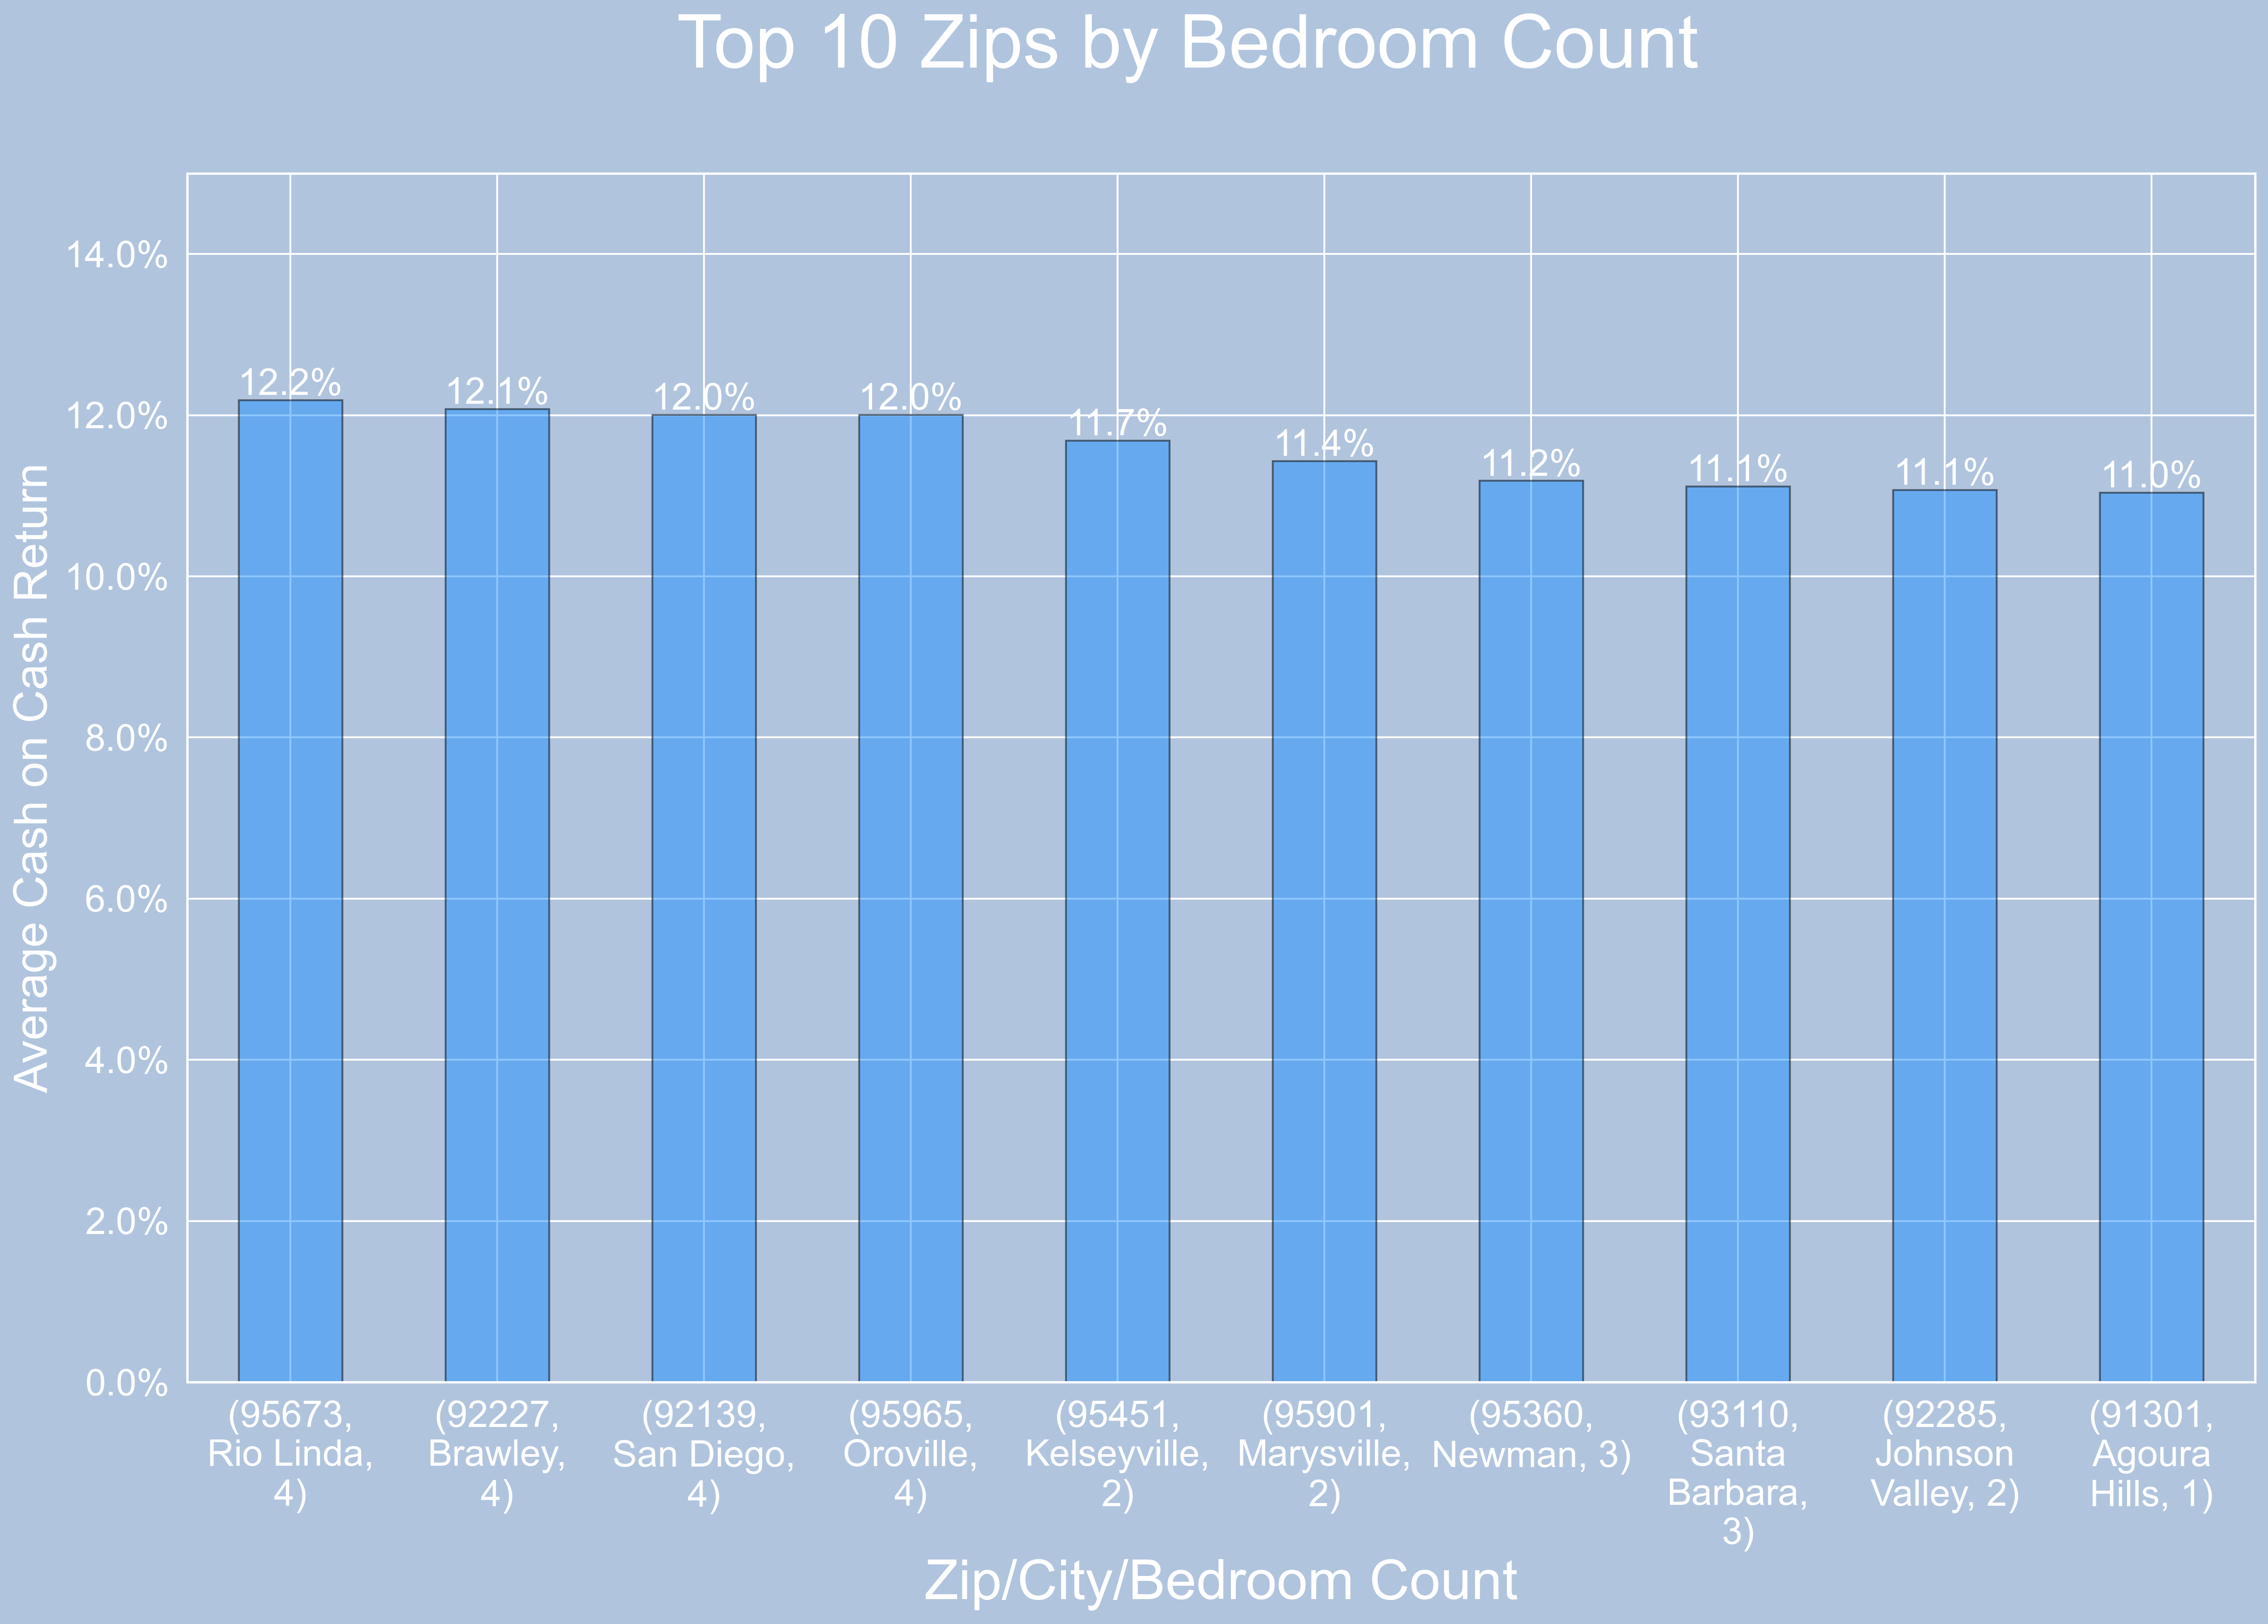 Top 10 Zips by Bedroom Count
14.0%
12.0%
10.0%
8.0%
6.0%
4.0%
2.0%
0.0%
Average Cash on Cash Return
12.2%
12.1%
12.0%
12.0%
11.7%
11.4%
11.2%
11.1%
11.1%
11.0%
(95673,
Rio Linda,
4)
(92227,
Brawley,
4)
(92139,
San Diego,
4)
(95965,
Oroville,
4)
(95451,
Kelseyville,
2)
(95901,
Marysville,
2)
(95360,
Newman, 3)
(93110,
Santa
Barbara,
3)
(92285,
Johnson
Valley, 2)
(91301,
Agoura
Hills, 1)
Zip/City/Bedroom Count